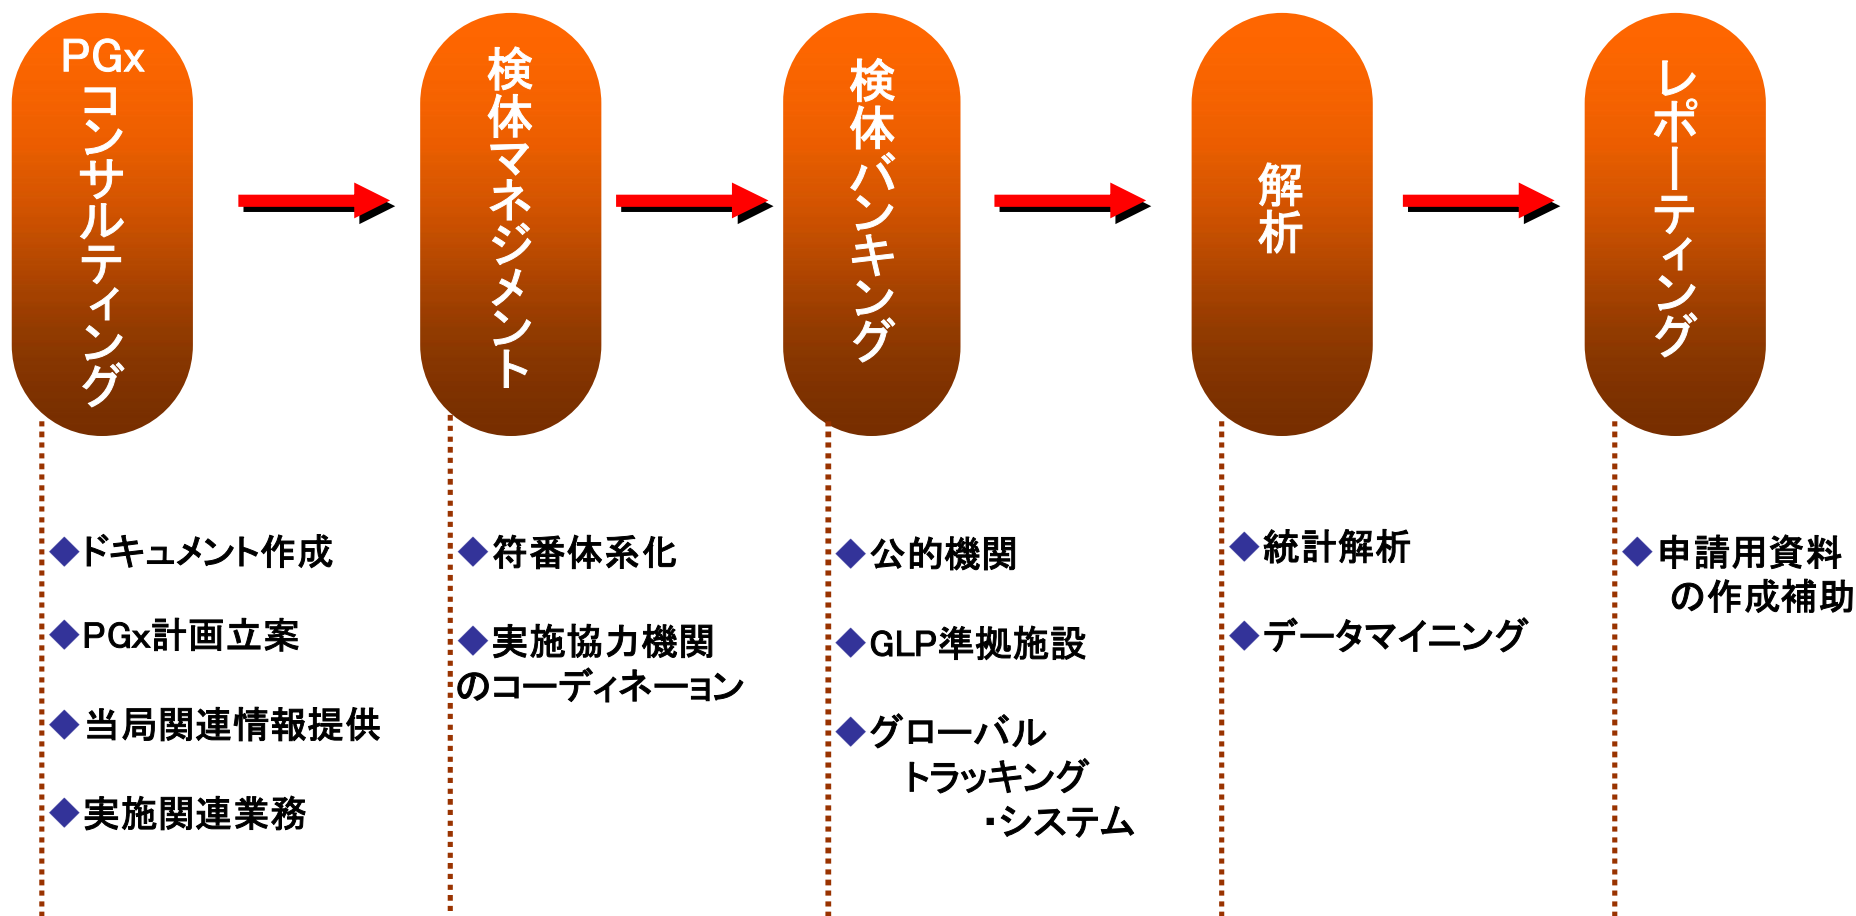 PGxコンサルティング
検体マネジメント
検体バンキング
解析
レポーティング
◆ドキュメント作成
◆PGx計画立案
◆当局関連情報提供
◆実施関連業務
◆符番体系化
◆実施協力機関
のコーディネーョン
◆公的機関
◆GLP準拠施設
◆グローバル
トラッキング
・システム
◆統計解析
◆データマイニング
◆申請用資料
の作成補助